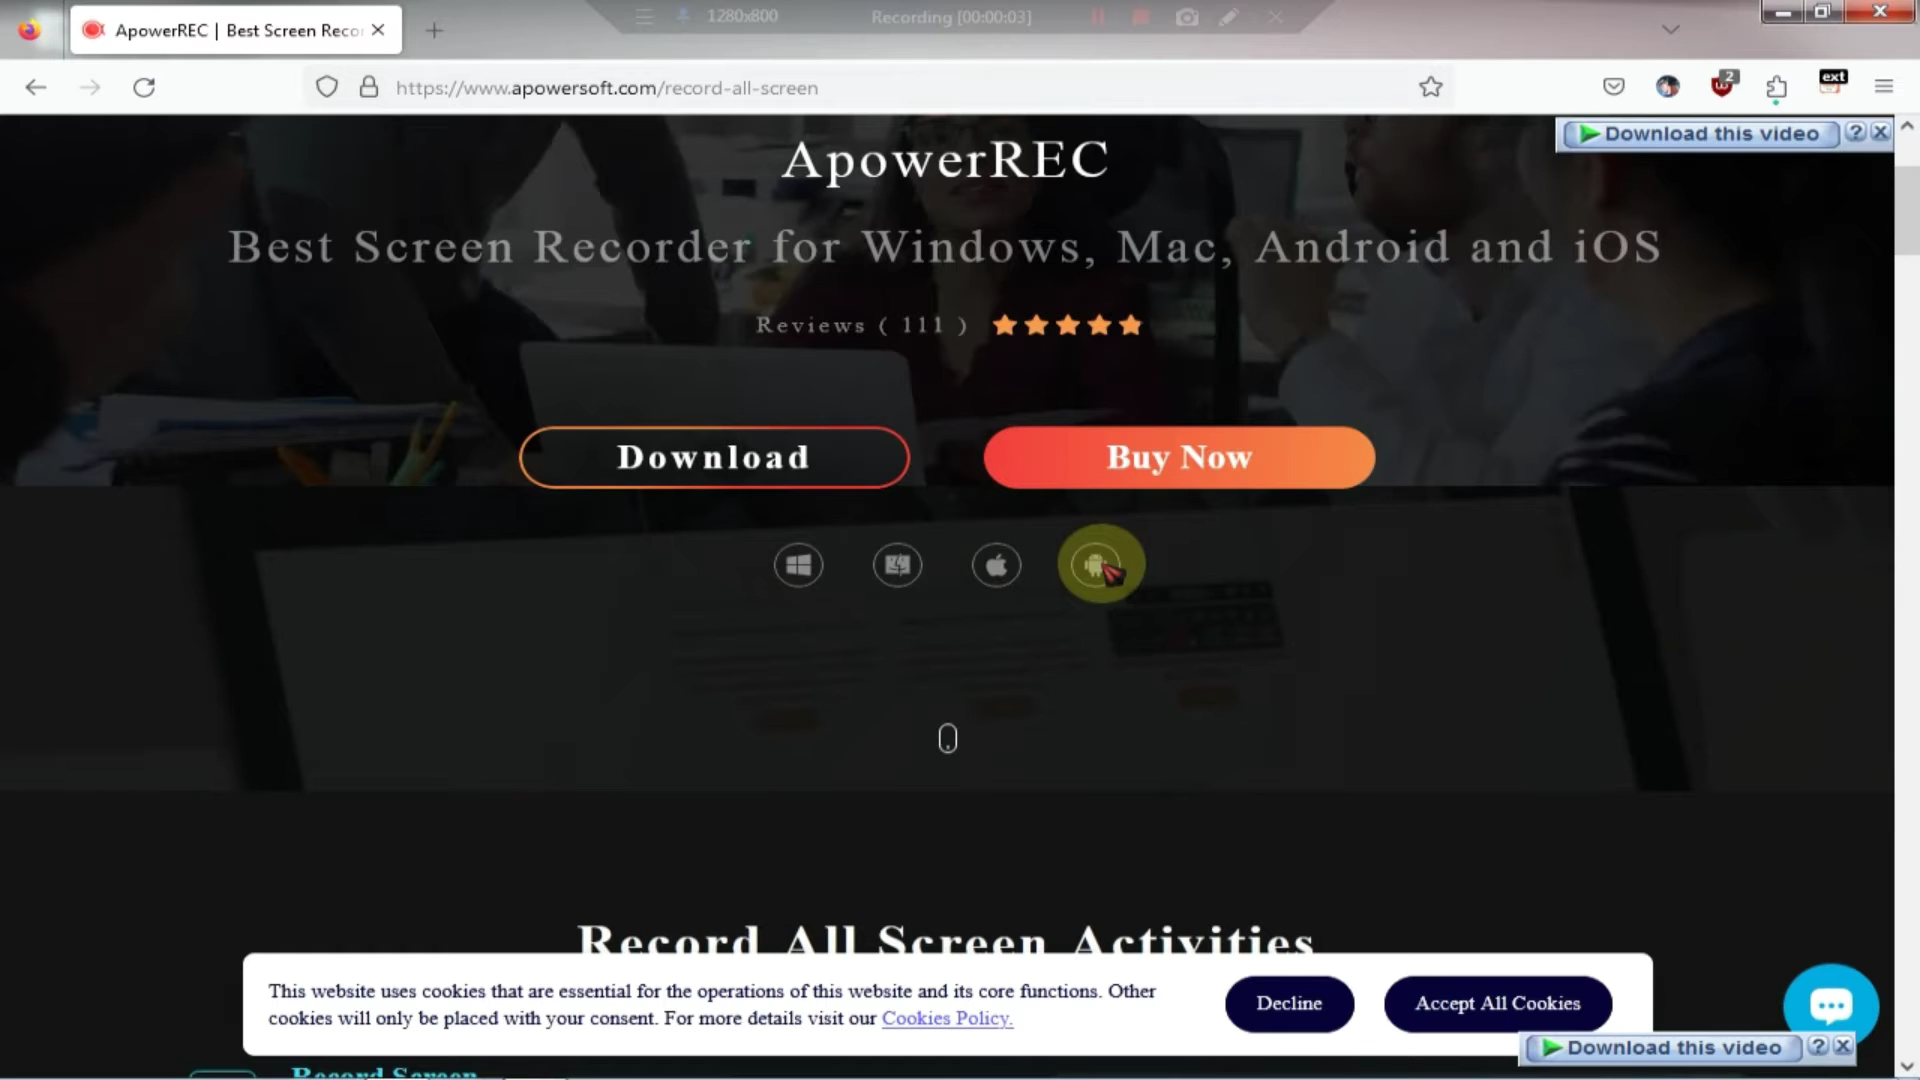 ApowerREC | Best Screen Reco
1280x800
Recording [00:00:03]
https://www.apowersoft.com/record-all-screen
2
ext
Download this video
?
ApowerREC
Best Screen Recorder for Windows, Mac, Android and iOS
Reviews ( 111 )
Download
Buy Now
Record All Screen Activities
This website uses cookies that are essential for the operations of this website and its core functions. Other
cookies will only be placed with your consent. For more details visit our Cookies Policy.
Decline
Accept All Cookies
Download this video
?
Record Screen